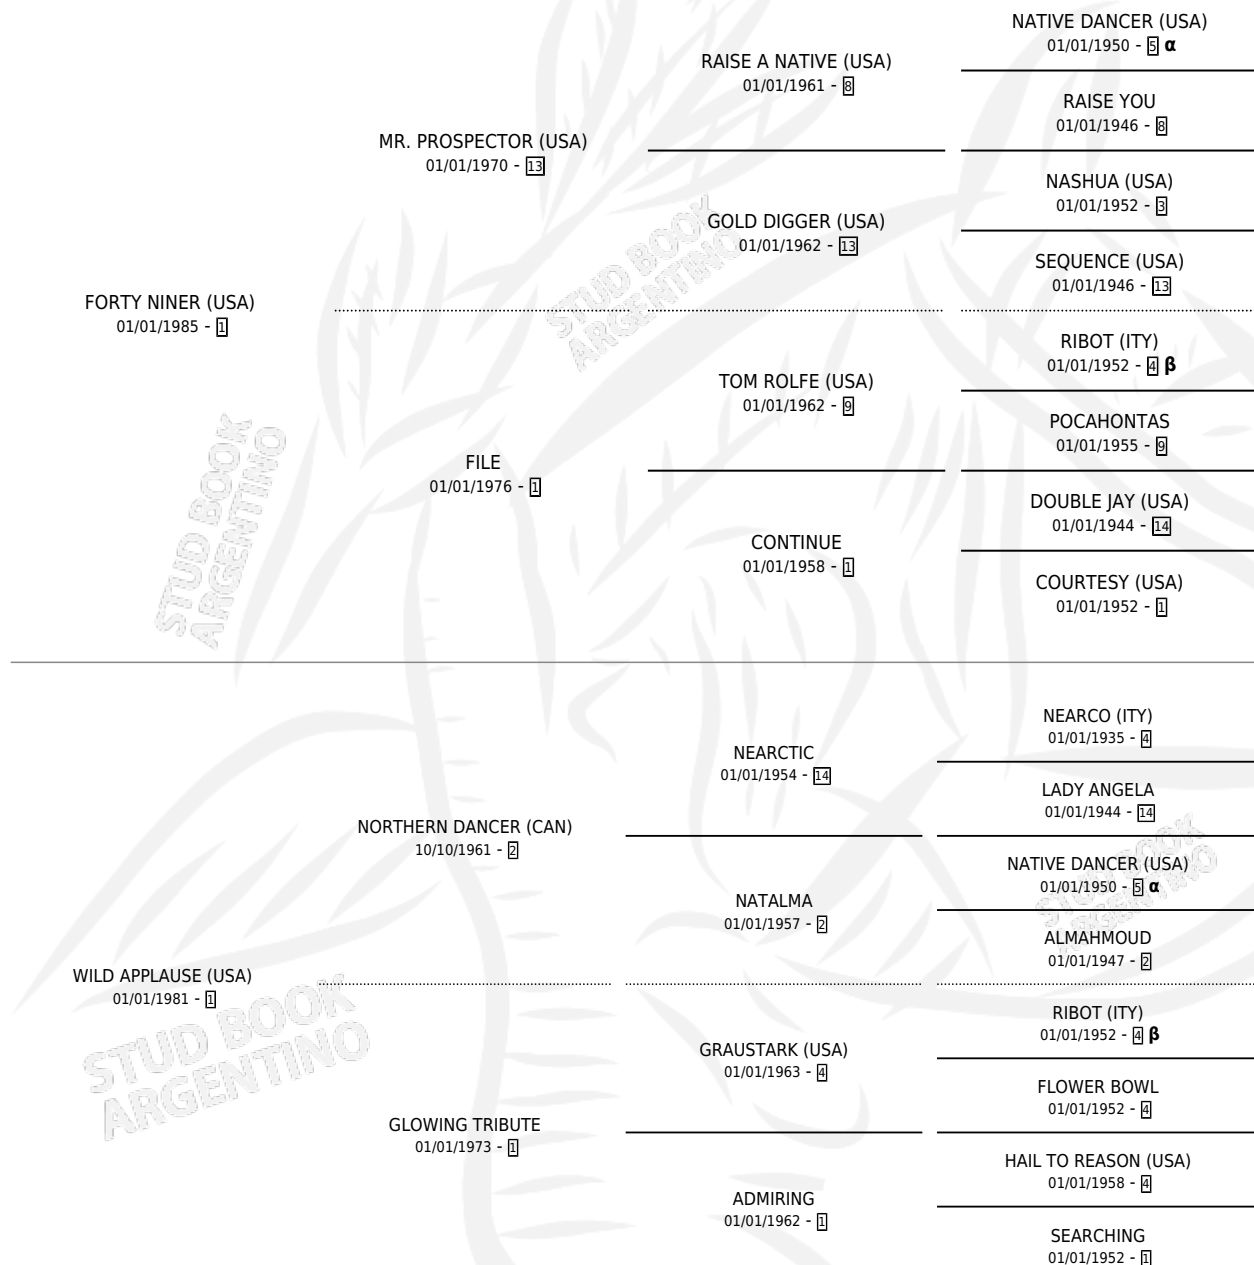 NATIVE DANCER (USA)
01/01/1950 - 5 α
RAISE A NATIVE (USA)
01/01/1961 - 8
RAISE YOU
01/01/1946 - 8
MR. PROSPECTOR (USA)
01/01/1970 - 13
NASHUA (USA)
01/01/1952 - 3
GOLD DIGGER (USA)
01/01/1962 - 13
SEQUENCE (USA)
01/01/1946 - 13
FORTY NINER (USA)
01/01/1985 - 1
RIBOT (ITY)
01/01/1952 - 4 β
TOM ROLFE (USA)
01/01/1962 - 9
POCAHONTAS
01/01/1955 - 9
FILE
01/01/1976 - 1
DOUBLE JAY (USA)
01/01/1944 - 14
CONTINUE
01/01/1958 - 1
COURTESY (USA)
01/01/1952 - 1
NEARCO (ITY)
01/01/1935 - 4
NEARCTIC
01/01/1954 - 14
LADY ANGELA
01/01/1944 - 14
NORTHERN DANCER (CAN)
10/10/1961 - 2
NATIVE DANCER (USA)
01/01/1950 - 5 α
NATALMA
01/01/1957 - 2
ALMAHMOUD
01/01/1947 - 2
WILD APPLAUSE (USA)
01/01/1981 - 1
RIBOT (ITY)
01/01/1952 - 4 β
GRAUSTARK (USA)
01/01/1963 - 4
FLOWER BOWL
01/01/1952 - 4
GLOWING TRIBUTE
01/01/1973 - 1
HAIL TO REASON (USA)
01/01/1958 - 4
ADMIRING
01/01/1962 - 1
SEARCHING
01/01/1952 - 1
STUD BOOK
ARGENTINO
STUD BOOK
ARGENTINO
STUD BOOK
ARGENTINO
STUD BOOK
ARGENTINO